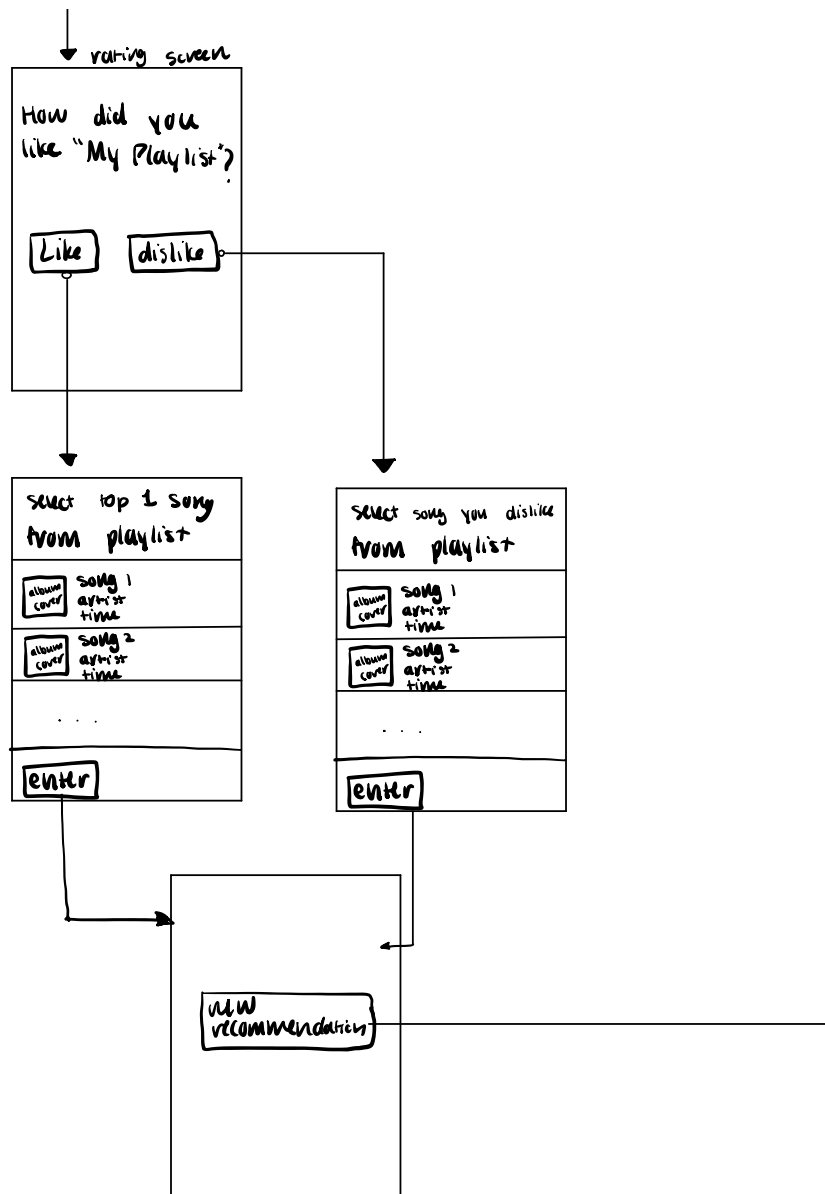 rating screen
How did you
like "My Playlist"?
Like
dislike
select top 1 song
from playlist
album
cover
song 1
artist
time
album
cover
song 2
artist
time
. . .
enter
select song you dislike
from playlist
album
cover
song 1
artist
time
album
cover
song 2
artist
time
. . .
enter
new
recommendation